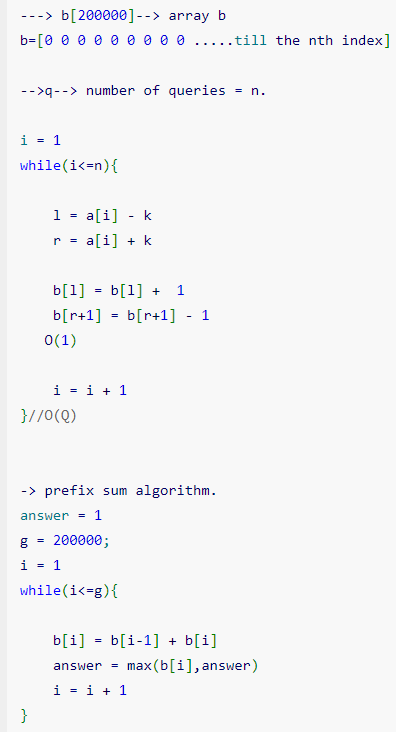 ---> b[200000]--> array b
b=[0 0 0 0 0 0 0 0 0 .....till the nth index]
-->q--> number of queries = n.
i = 1
while(i<=n){
l = a[i] - k
r = a[i] + k
b[l] = b[l] +  1
b[r+1] = b[r+1] - 1
O(1)
i = i + 1
}//O(Q)
-> prefix sum algorithm.
answer = 1
g = 200000;
i = 1
while(i<=g){
b[i] = b[i-1] + b[i]
answer = max(b[i],answer)
i = i + 1
}